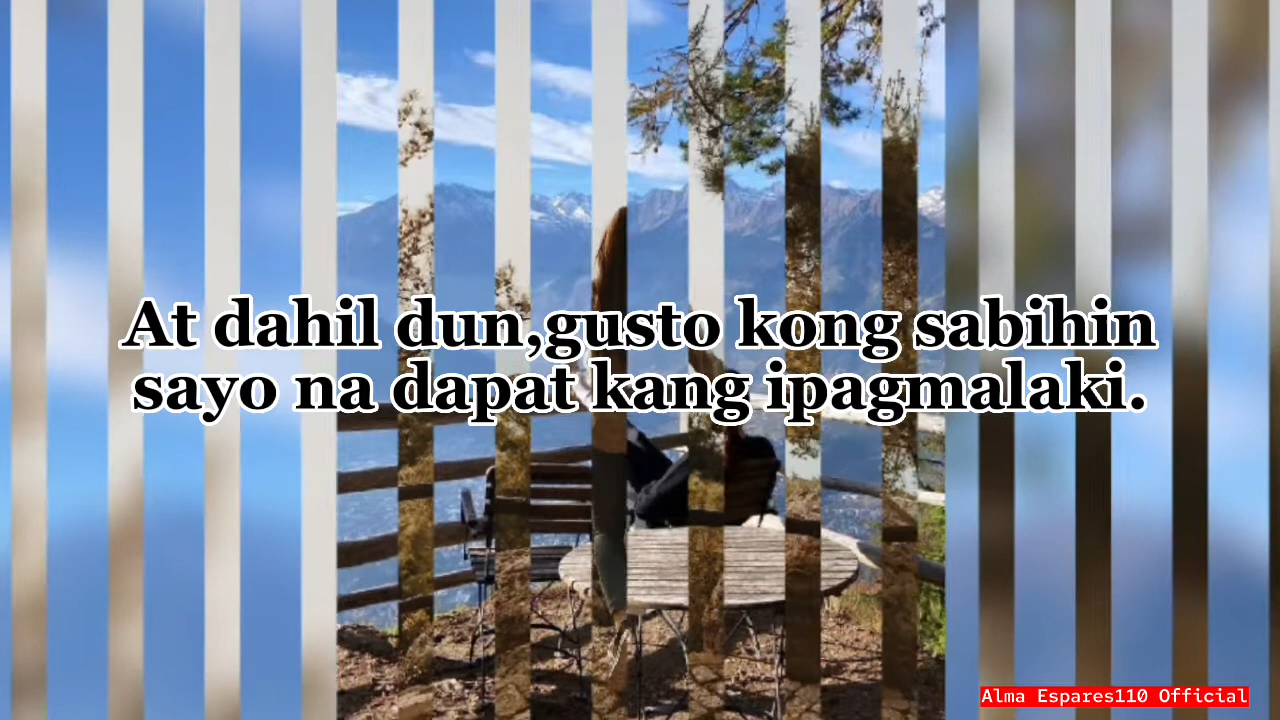 At dahil dun,gusto kong sabihin
sayo na dapat kang ipagmalaki.
Alma Espares110 Official